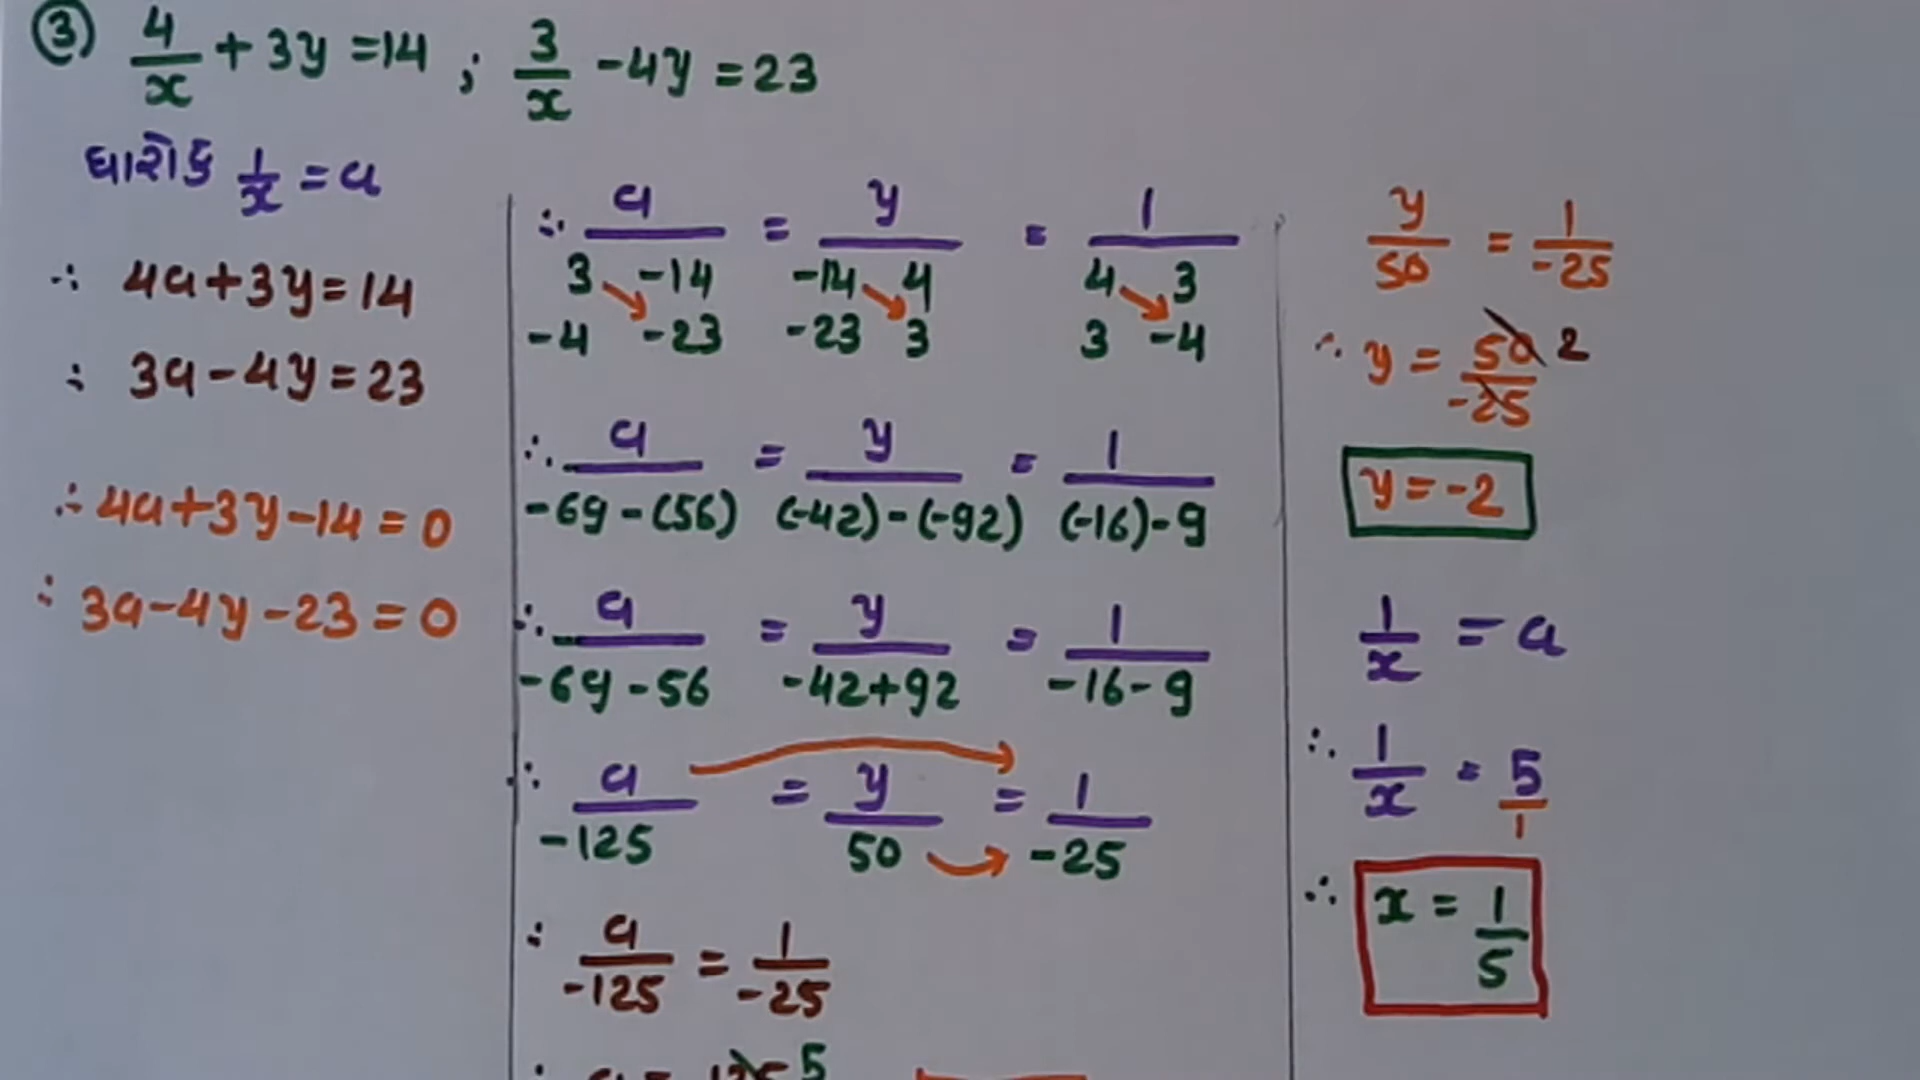 ③ 4/x + 3y = 14 ; 3/x - 4y = 23
ધારોકે 1/x = a
∴ 4a + 3y = 14
∴ 3a - 4y = 23
∴ 4a + 3y - 14 = 0
∴ 3a - 4y - 23 = 0
∴ a = y = 1
3 -14 -14 4 4 3
-4 -23 -23 3 3 -4
∴ a/-69-(56) = y/(-42)-(-92) = 1/(-16)-9
∴ a/-69-56 = y/-42+92 = 1/-16-9
∴ a/-125 = y/50 = 1/-25
∴ a/-125 = 1/-25
y/50 = 1/-25
∴ y = 50/-25 2
y = -2
1/x = a
∴ 1/x = 5/1
∴ x = 1/5